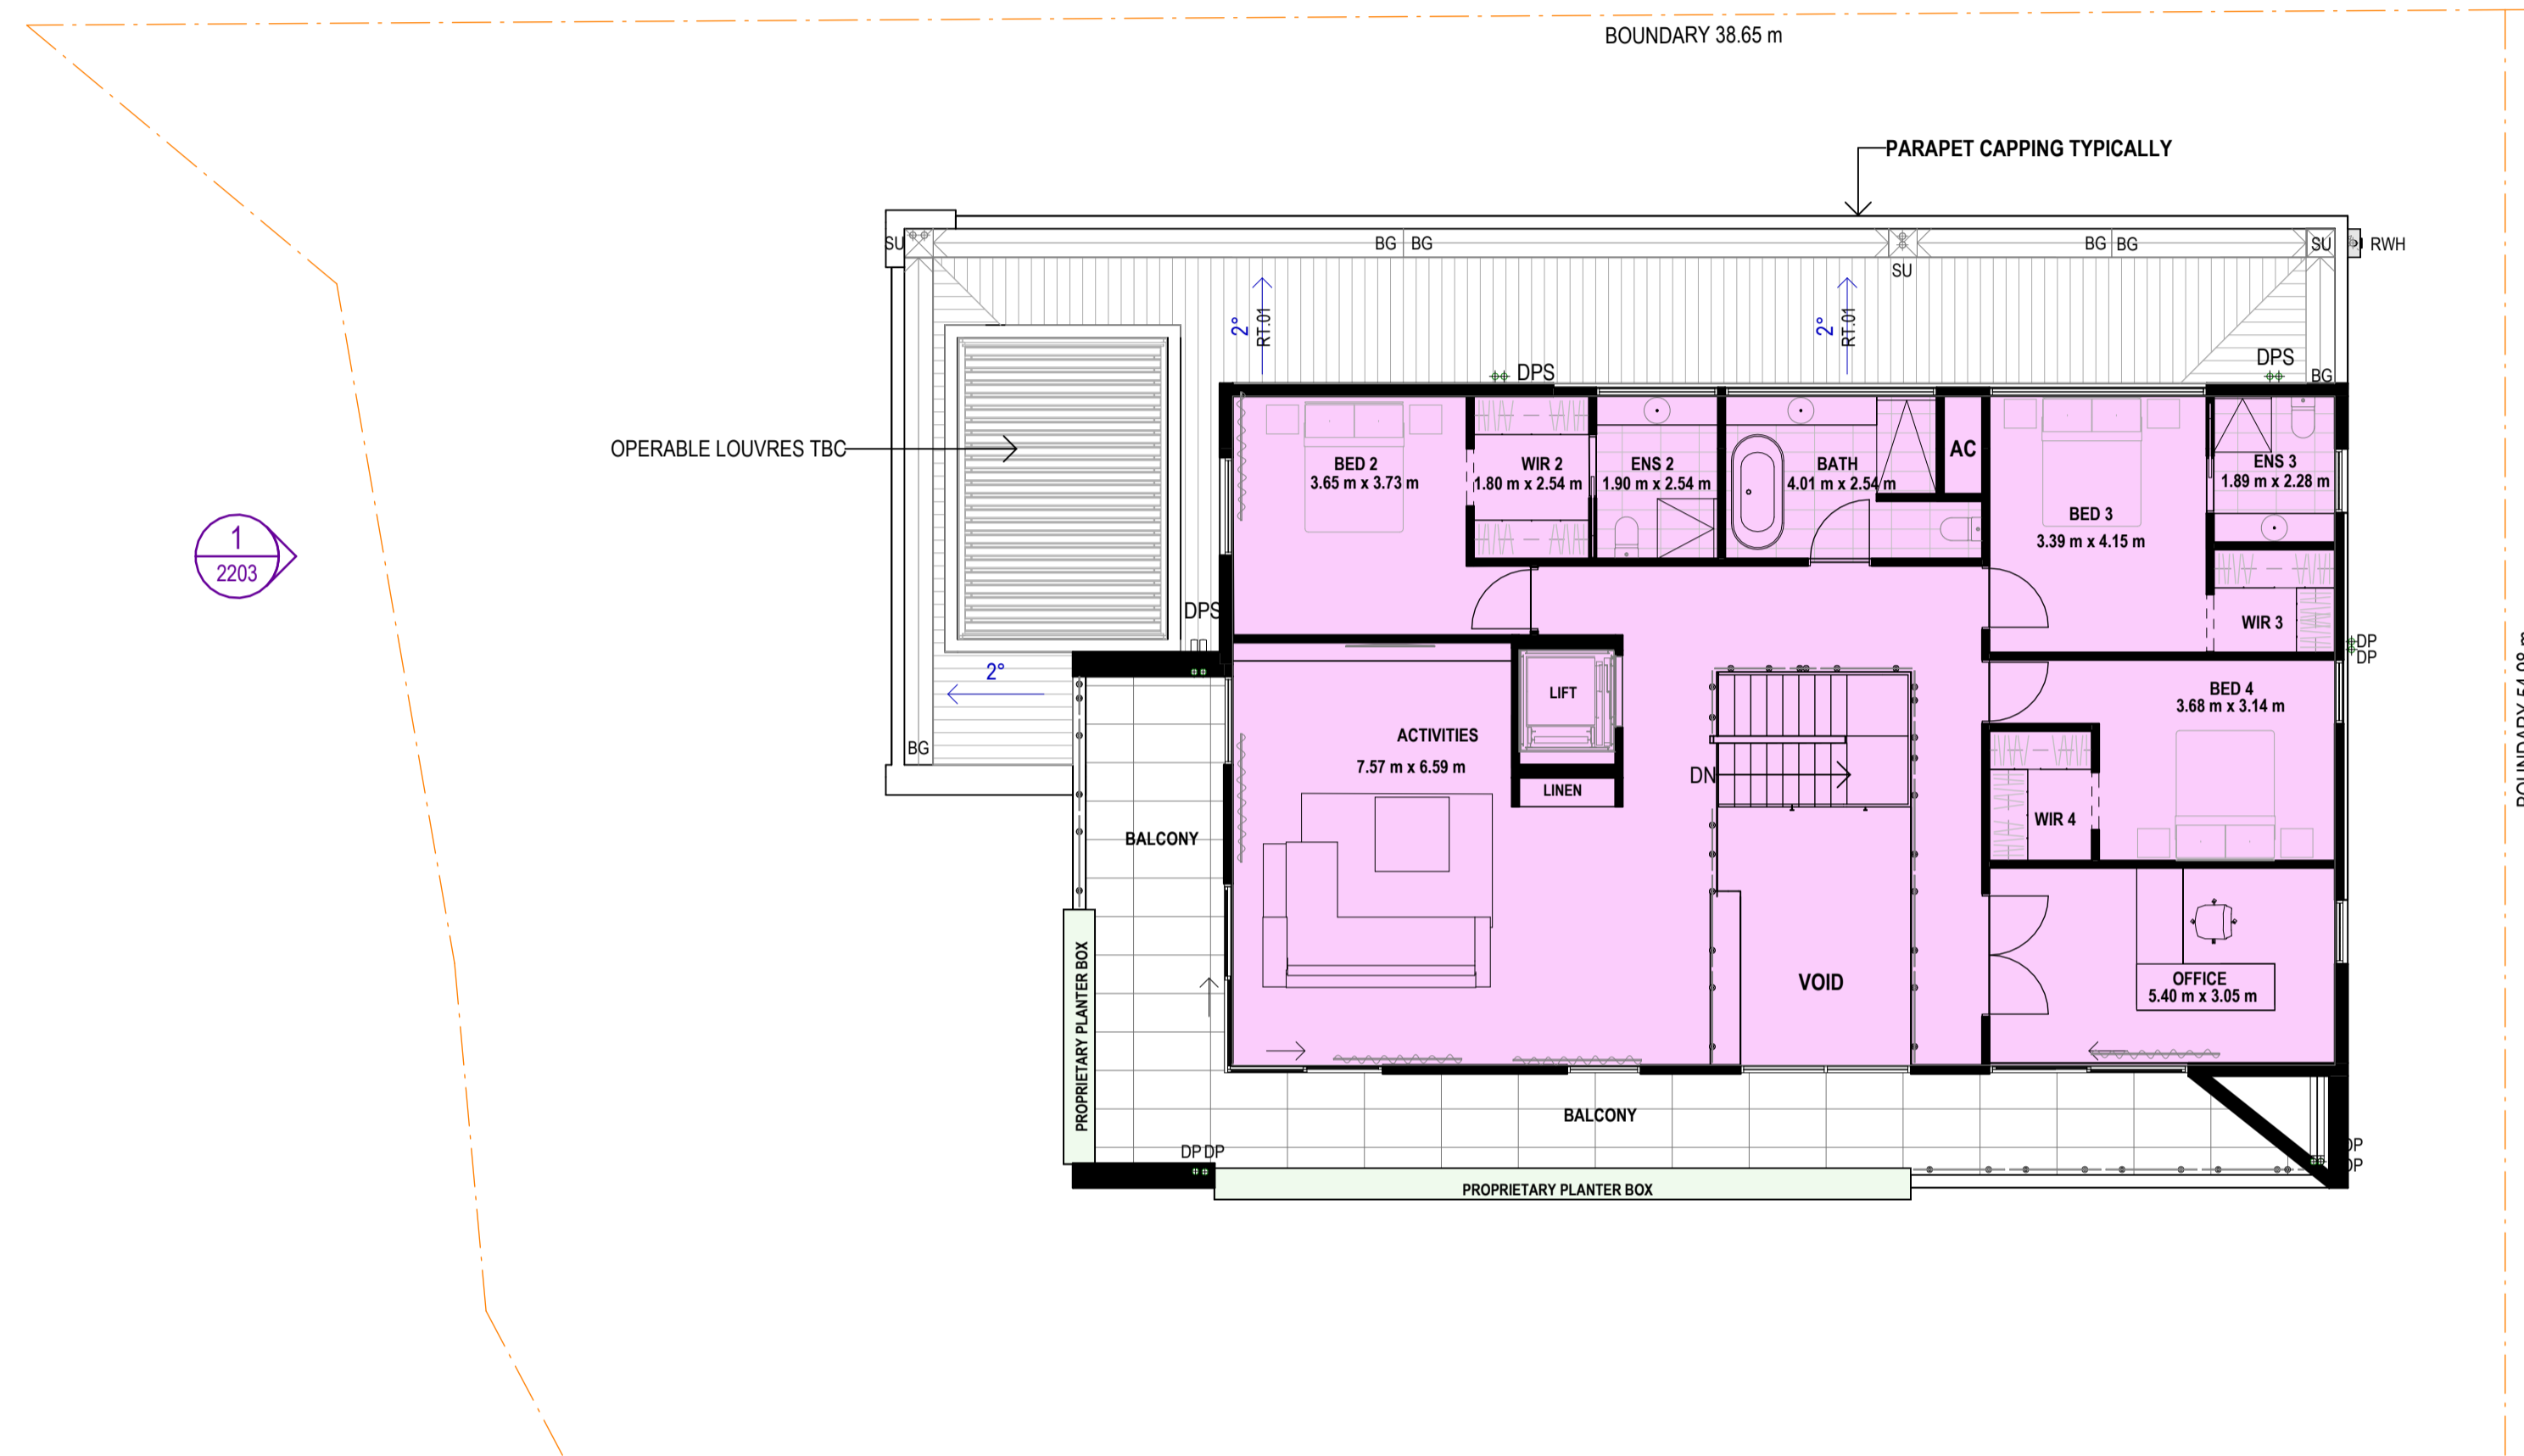 BOUNDARY 38.65 m
PARAPET CAPPING TYPICALLY
SU
BG
BG
SU
BG
BG
SU
RWH
2°
RT.01
2°
RT.01
DPS
DPS
BG
OPERABLE LOUVRES TBC
BED 2
3.65 m x 3.73 m
WIR 2
1.80 m x 2.54 m
ENS 2
1.90 m x 2.54 m
BATH
4.01 m x 2.54 m
AC
BED 3
3.39 m x 4.15 m
ENS 3
1.89 m x 2.28 m
1
2203
DPS
WIR 3
DP
DP
2°
BG
LIFT
ACTIVITIES
7.57 m x 6.59 m
LINEN
DN
BED 4
3.68 m x 3.14 m
WIR 4
BOUNDARY 54.98 m
BALCONY
PROPRIETARY PLANTER BOX
VOID
OFFICE
5.40 m x 3.05 m
BALCONY
DP
DP
DP
DP
PROPRIETARY PLANTER BOX